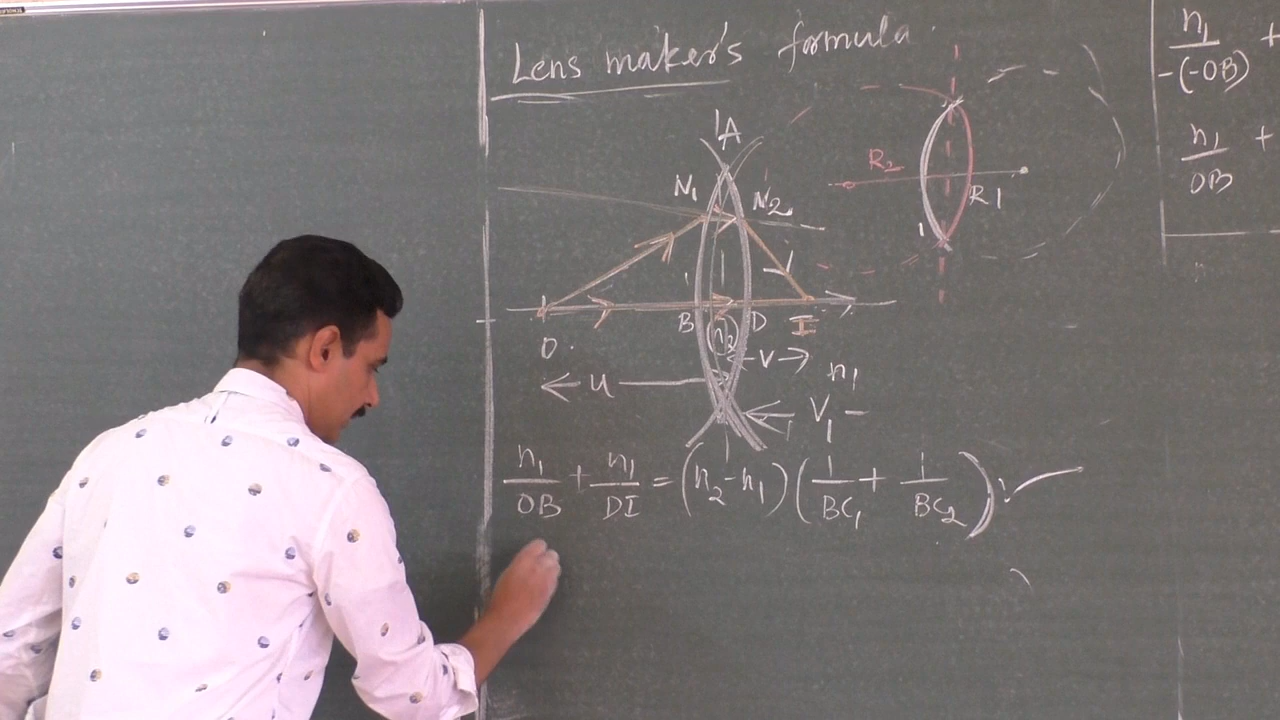 Lens maker's formula
A
N₁ N₂
B D
n₂
O I
← u — ← v →
n₁
V₁ –
n₁/OB + n₁/DI = (n₂-n₁)(1/BC₁ + 1/BC₂)
R₂
R1
n₁/-(-OB) +
n₁/OB +